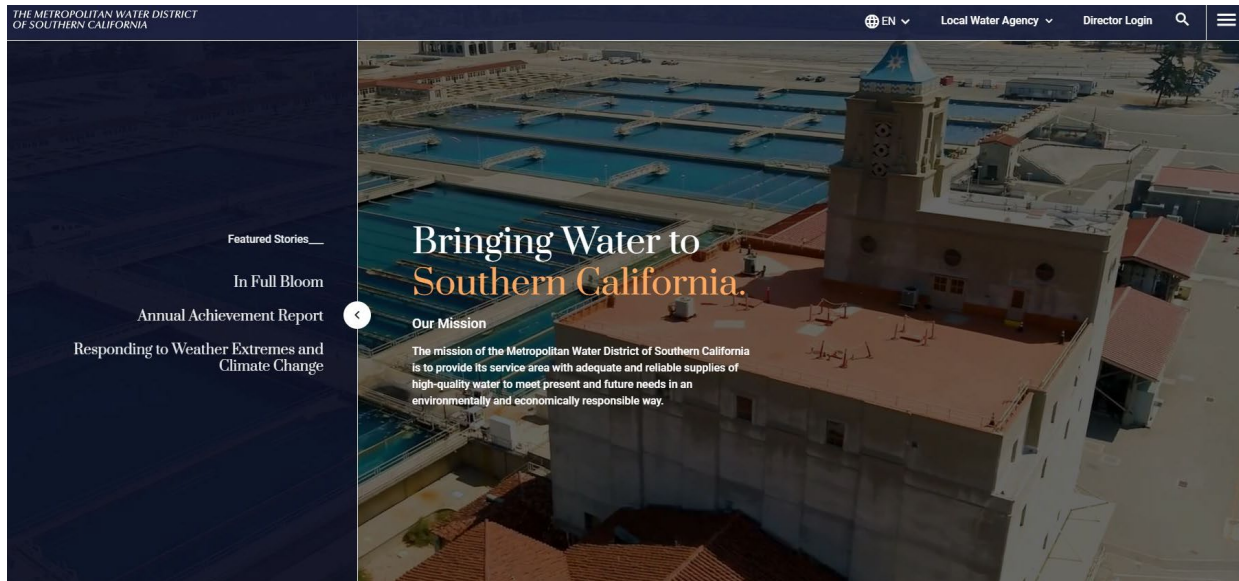 THE METROPOLITAN WATER DISTRICT
OF SOUTHERN CALIFORNIA
EN
Local Water Agency
Director Login
Featured Stories__
In Full Bloom
Annual Achievement Report
Responding to Weather Extremes and
Climate Change
Bringing Water to
Southern California.
Our Mission
The mission of the Metropolitan Water District of Southern California
is to provide its service area with adequate and reliable supplies of
high-quality water to meet present and future needs in an
environmentally and economically responsible way.